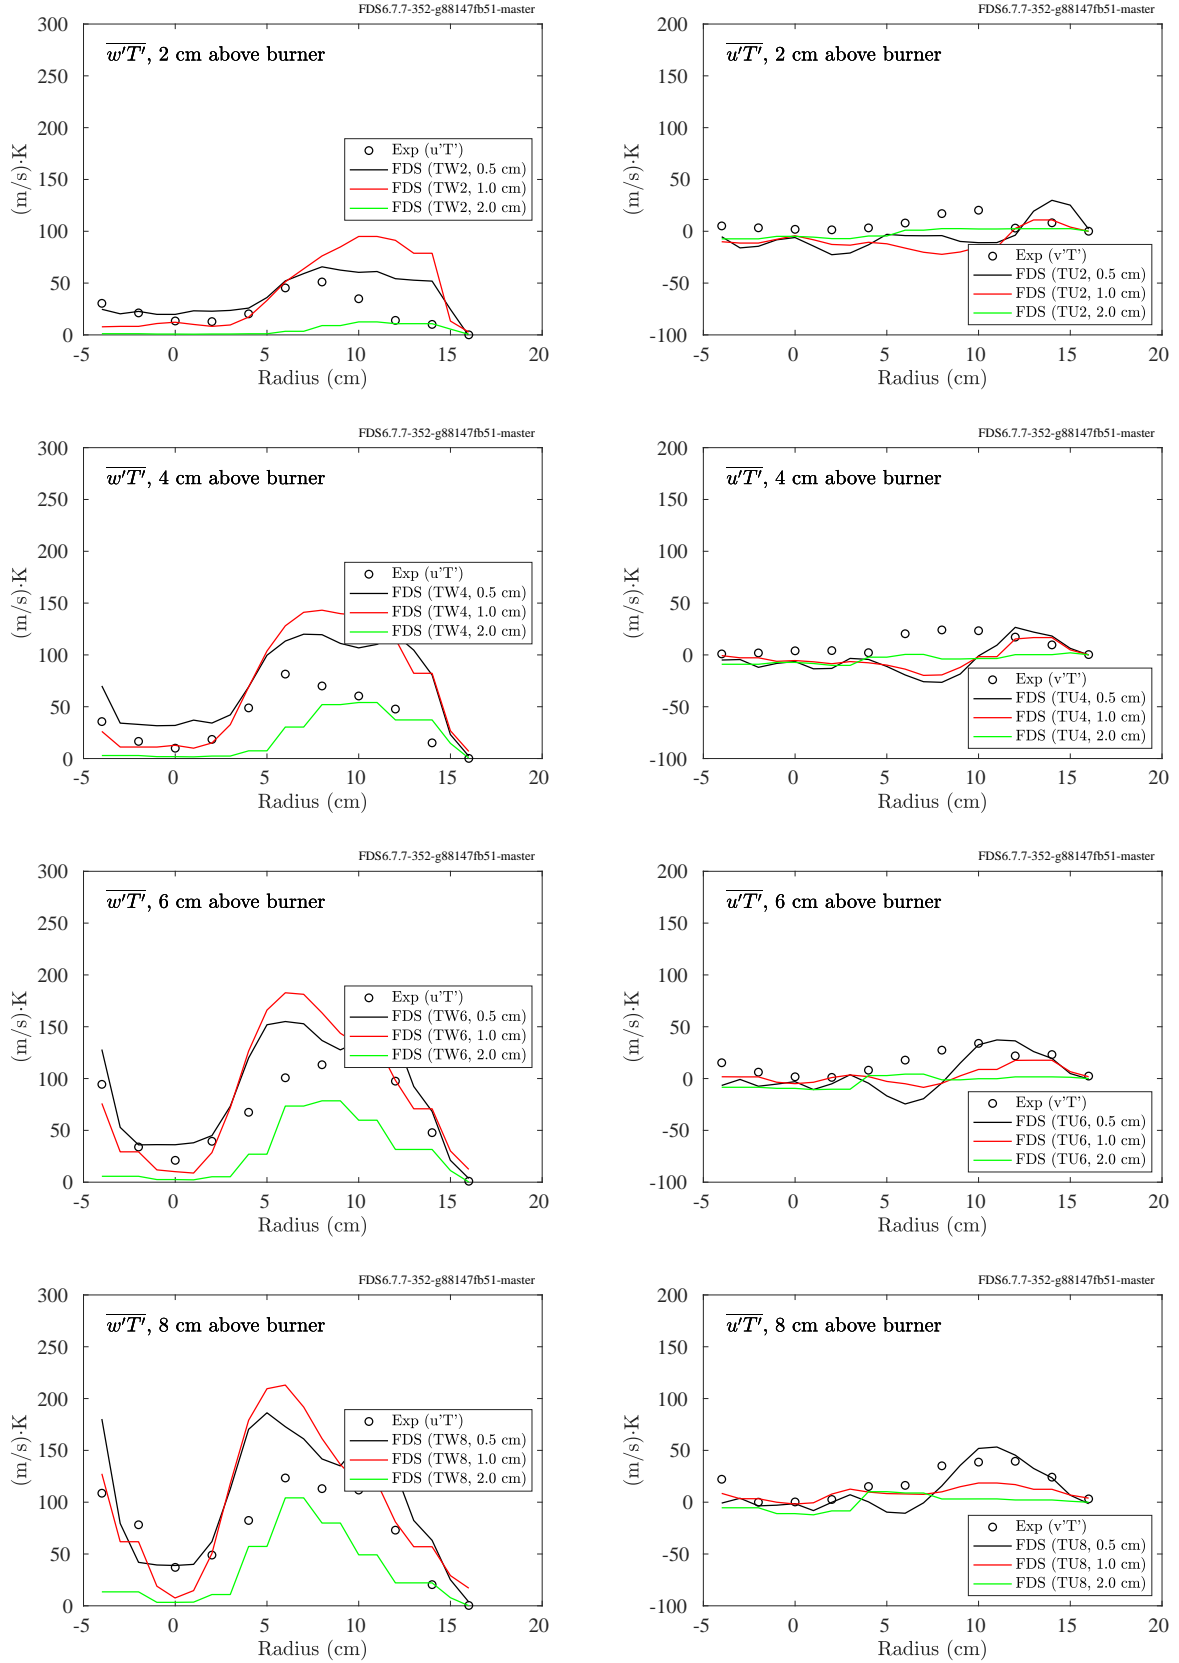 FDS6.7.7-352-g88147fb51-master
w'T', 2 cm above burner
300
250
200
150
100
50
0
(m/s)·K
Exp (u'T')
FDS (TW2, 0.5 cm)
FDS (TW2, 1.0 cm)
FDS (TW2, 2.0 cm)
-5 0 5 10 15 20
Radius (cm)
FDS6.7.7-352-g88147fb51-master
u'T', 2 cm above burner
200
150
100
50
0
-50
-100
(m/s)·K
Exp (v'T')
FDS (TU2, 0.5 cm)
FDS (TU2, 1.0 cm)
FDS (TU2, 2.0 cm)
-5 0 5 10 15 20
Radius (cm)
FDS6.7.7-352-g88147fb51-master
w'T', 4 cm above burner
300
250
200
150
100
50
0
(m/s)·K
Exp (u'T')
FDS (TW4, 0.5 cm)
FDS (TW4, 1.0 cm)
FDS (TW4, 2.0 cm)
-5 0 5 10 15 20
Radius (cm)
FDS6.7.7-352-g88147fb51-master
u'T', 4 cm above burner
200
150
100
50
0
-50
-100
(m/s)·K
Exp (v'T')
FDS (TU4, 0.5 cm)
FDS (TU4, 1.0 cm)
FDS (TU4, 2.0 cm)
-5 0 5 10 15 20
Radius (cm)
FDS6.7.7-352-g88147fb51-master
w'T', 6 cm above burner
300
250
200
150
100
50
0
(m/s)·K
Exp (u'T')
FDS (TW6, 0.5 cm)
FDS (TW6, 1.0 cm)
FDS (TW6, 2.0 cm)
-5 0 5 10 15 20
Radius (cm)
FDS6.7.7-352-g88147fb51-master
u'T', 6 cm above burner
200
150
100
50
0
-50
-100
(m/s)·K
Exp (v'T')
FDS (TU6, 0.5 cm)
FDS (TU6, 1.0 cm)
FDS (TU6, 2.0 cm)
-5 0 5 10 15 20
Radius (cm)
FDS6.7.7-352-g88147fb51-master
w'T', 8 cm above burner
300
250
200
150
100
50
0
(m/s)·K
Exp (u'T')
FDS (TW8, 0.5 cm)
FDS (TW8, 1.0 cm)
FDS (TW8, 2.0 cm)
-5 0 5 10 15 20
Radius (cm)
FDS6.7.7-352-g88147fb51-master
u'T', 8 cm above burner
200
150
100
50
0
-50
-100
(m/s)·K
Exp (v'T')
FDS (TU8, 0.5 cm)
FDS (TU8, 1.0 cm)
FDS (TU8, 2.0 cm)
-5 0 5 10 15 20
Radius (cm)